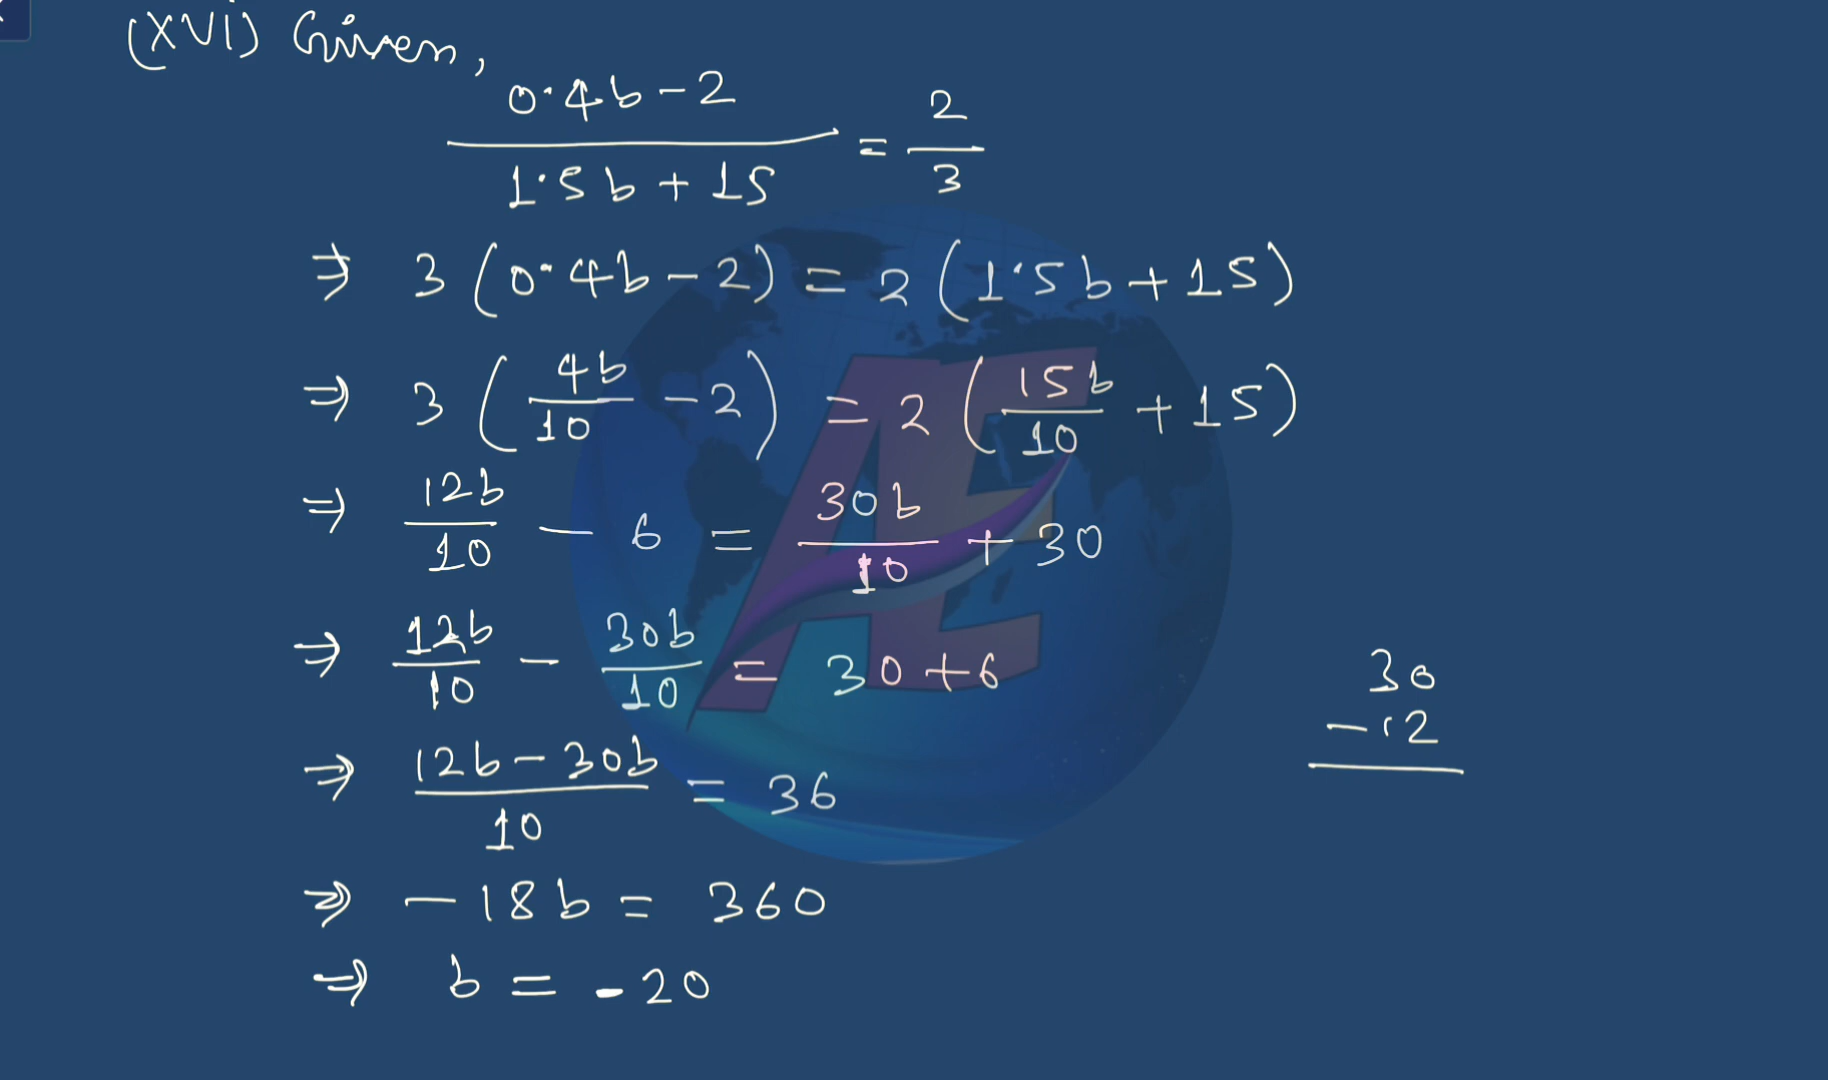 (XVI) Given,
0.4b - 2 / 1.5b + 15 = 2/3
⇒ 3 (0.4b - 2) = 2 (1.5b + 15)
⇒ 3 (4b/10 - 2) = 2 (15b/10 + 15)
⇒ 12b/10 - 6 = 30b/10 + 30
⇒ 12b/10 - 30b/10 = 30 + 6
30
- 12
⇒ 12b - 30b / 10 = 36
⇒ - 18b = 360
⇒ b = - 20
AE